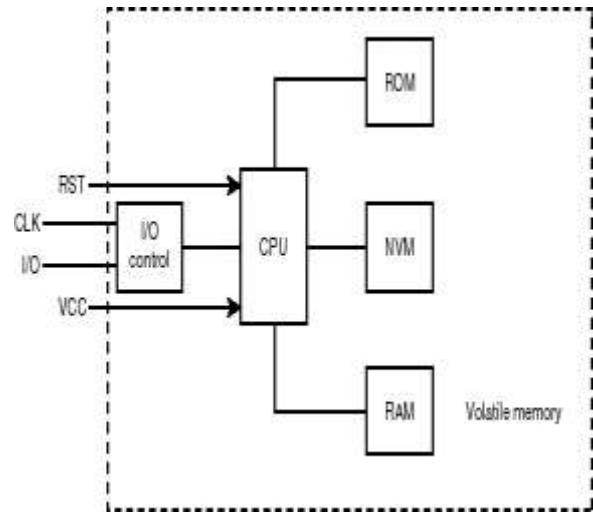 ROM
RST
CLK
I/O
control
I/O
CPU
NVM
VCC
RAM
Volatile memory